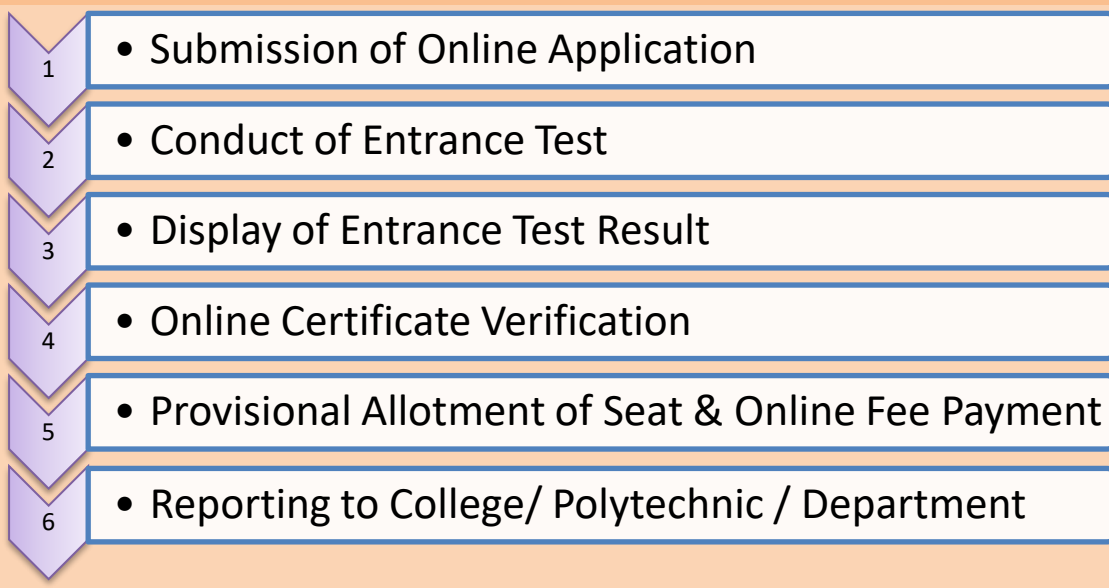 1 • Submission of Online Application
2 • Conduct of Entrance Test
3 • Display of Entrance Test Result
4 • Online Certificate Verification
5 • Provisional Allotment of Seat & Online Fee Payment
6 • Reporting to College/ Polytechnic / Department